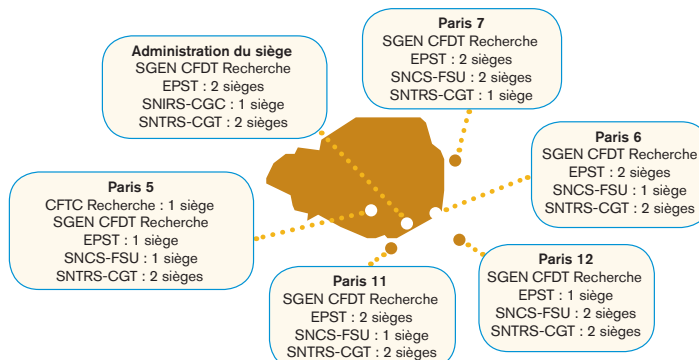 Administration du siège
SGEN CFDT Recherche
EPST : 2 sièges
SNIRS-CGC : 1 siège
SNTRS-CGT : 2 sièges
Paris 7
SGEN CFDT Recherche
EPST : 2 sièges
SNCS-FSU : 2 sièges
SNTRS-CGT : 1 siège
Paris 6
SGEN CFDT Recherche
EPST : 2 sièges
SNCS-FSU : 1 siège
SNTRS-CGT : 2 sièges
Paris 5
CFTC Recherche : 1 siège
SGEN CFDT Recherche
EPST : 1 siège
SNCS-FSU : 1 siège
SNTRS-CGT : 2 sièges
Paris 11
SGEN CFDT Recherche
EPST : 2 sièges
SNCS-FSU : 1 siège
SNTRS-CGT : 2 sièges
Paris 12
SGEN CFDT Recherche
EPST : 1 siège
SNCS-FSU : 2 sièges
SNTRS-CGT : 2 sièges